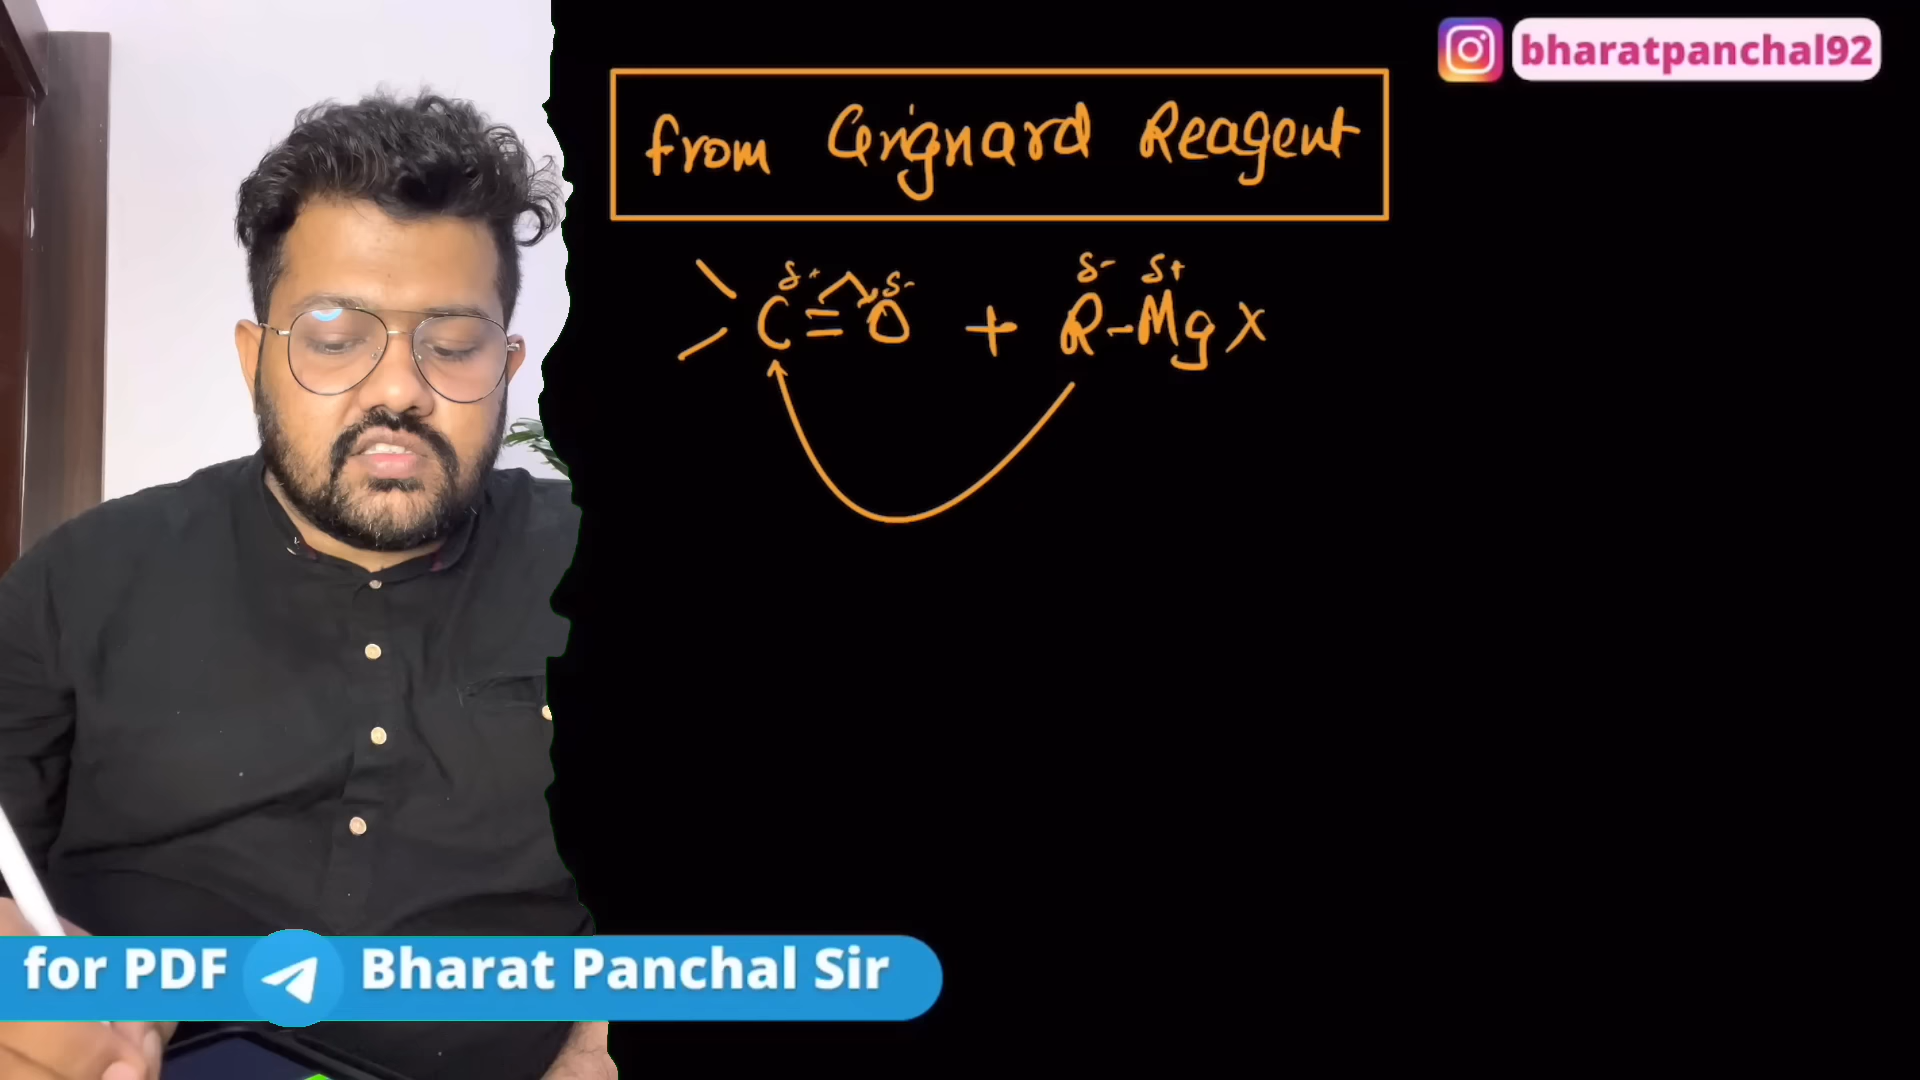 bharatpanchal92
from Grignard Reagent
δ+ δ- δ- δ+
C=O + R-MgX
for PDF Bharat Panchal Sir